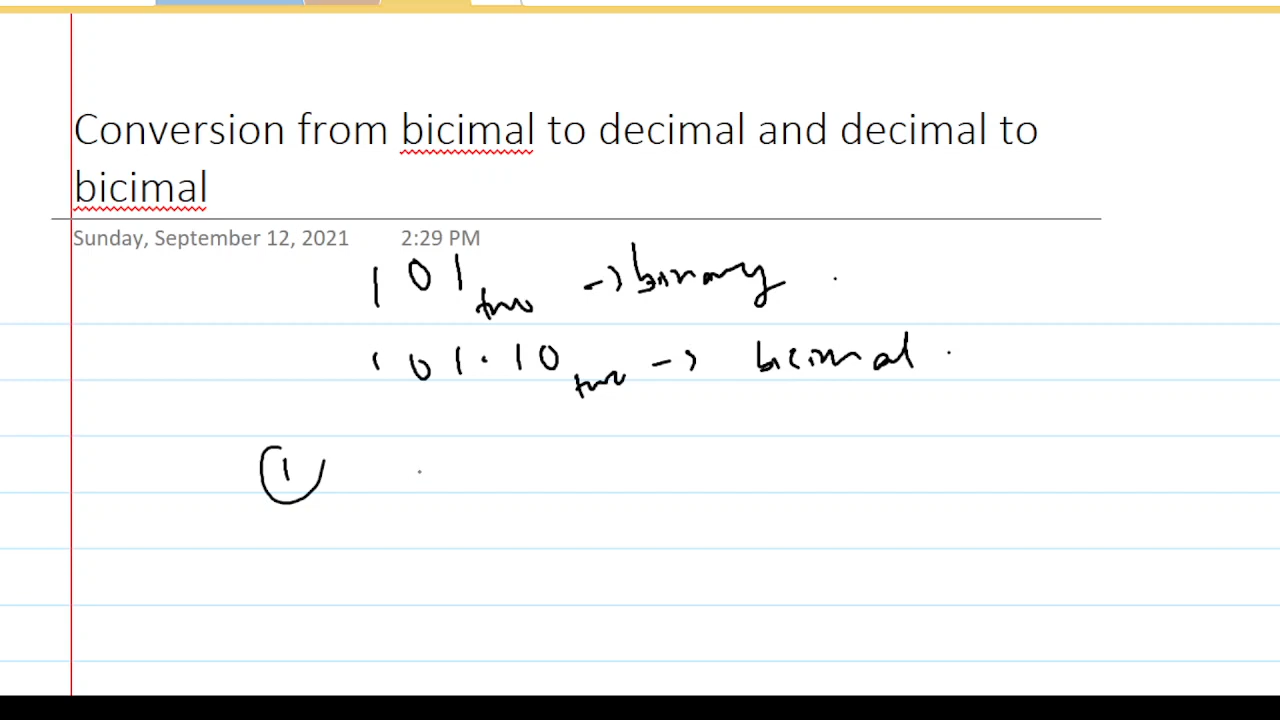 Conversion from bicimal to decimal and decimal to
bicimal
Sunday, September 12, 2021 2:29 PM
101two -> binary .
101.10two -> bicimal .
1